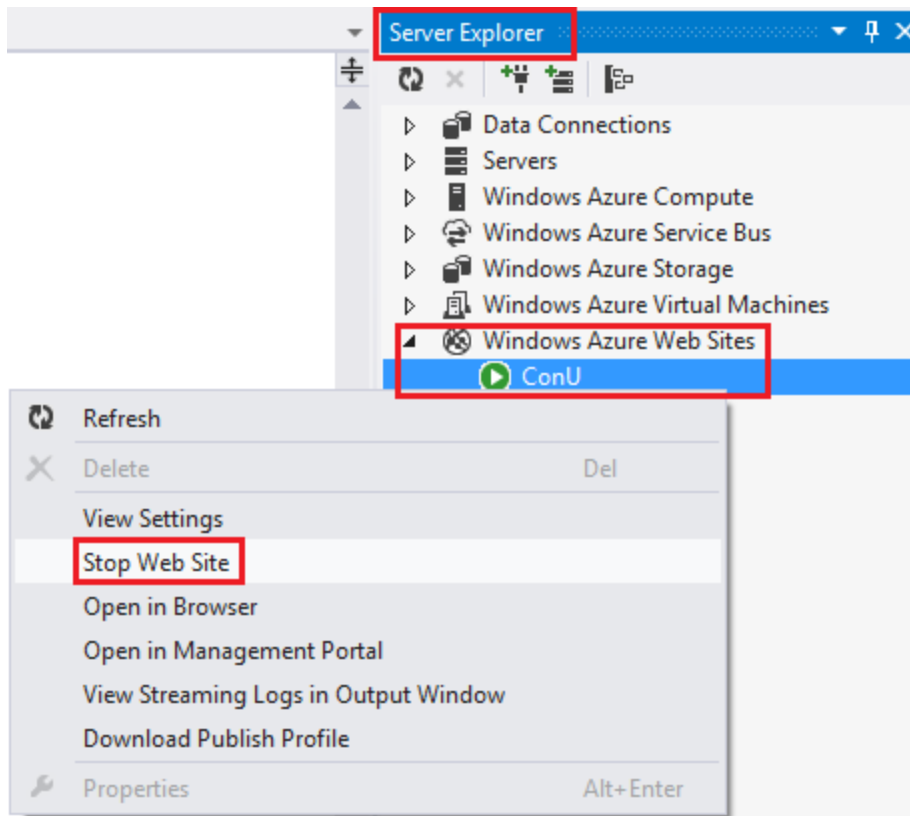 Server Explorer
Data Connections
Servers
Windows Azure Compute
Windows Azure Service Bus
Windows Azure Storage
Windows Azure Virtual Machines
Windows Azure Web Sites
ConU
Refresh
Delete Del
View Settings
Stop Web Site
Open in Browser
Open in Management Portal
View Streaming Logs in Output Window
Download Publish Profile
Properties Alt+Enter